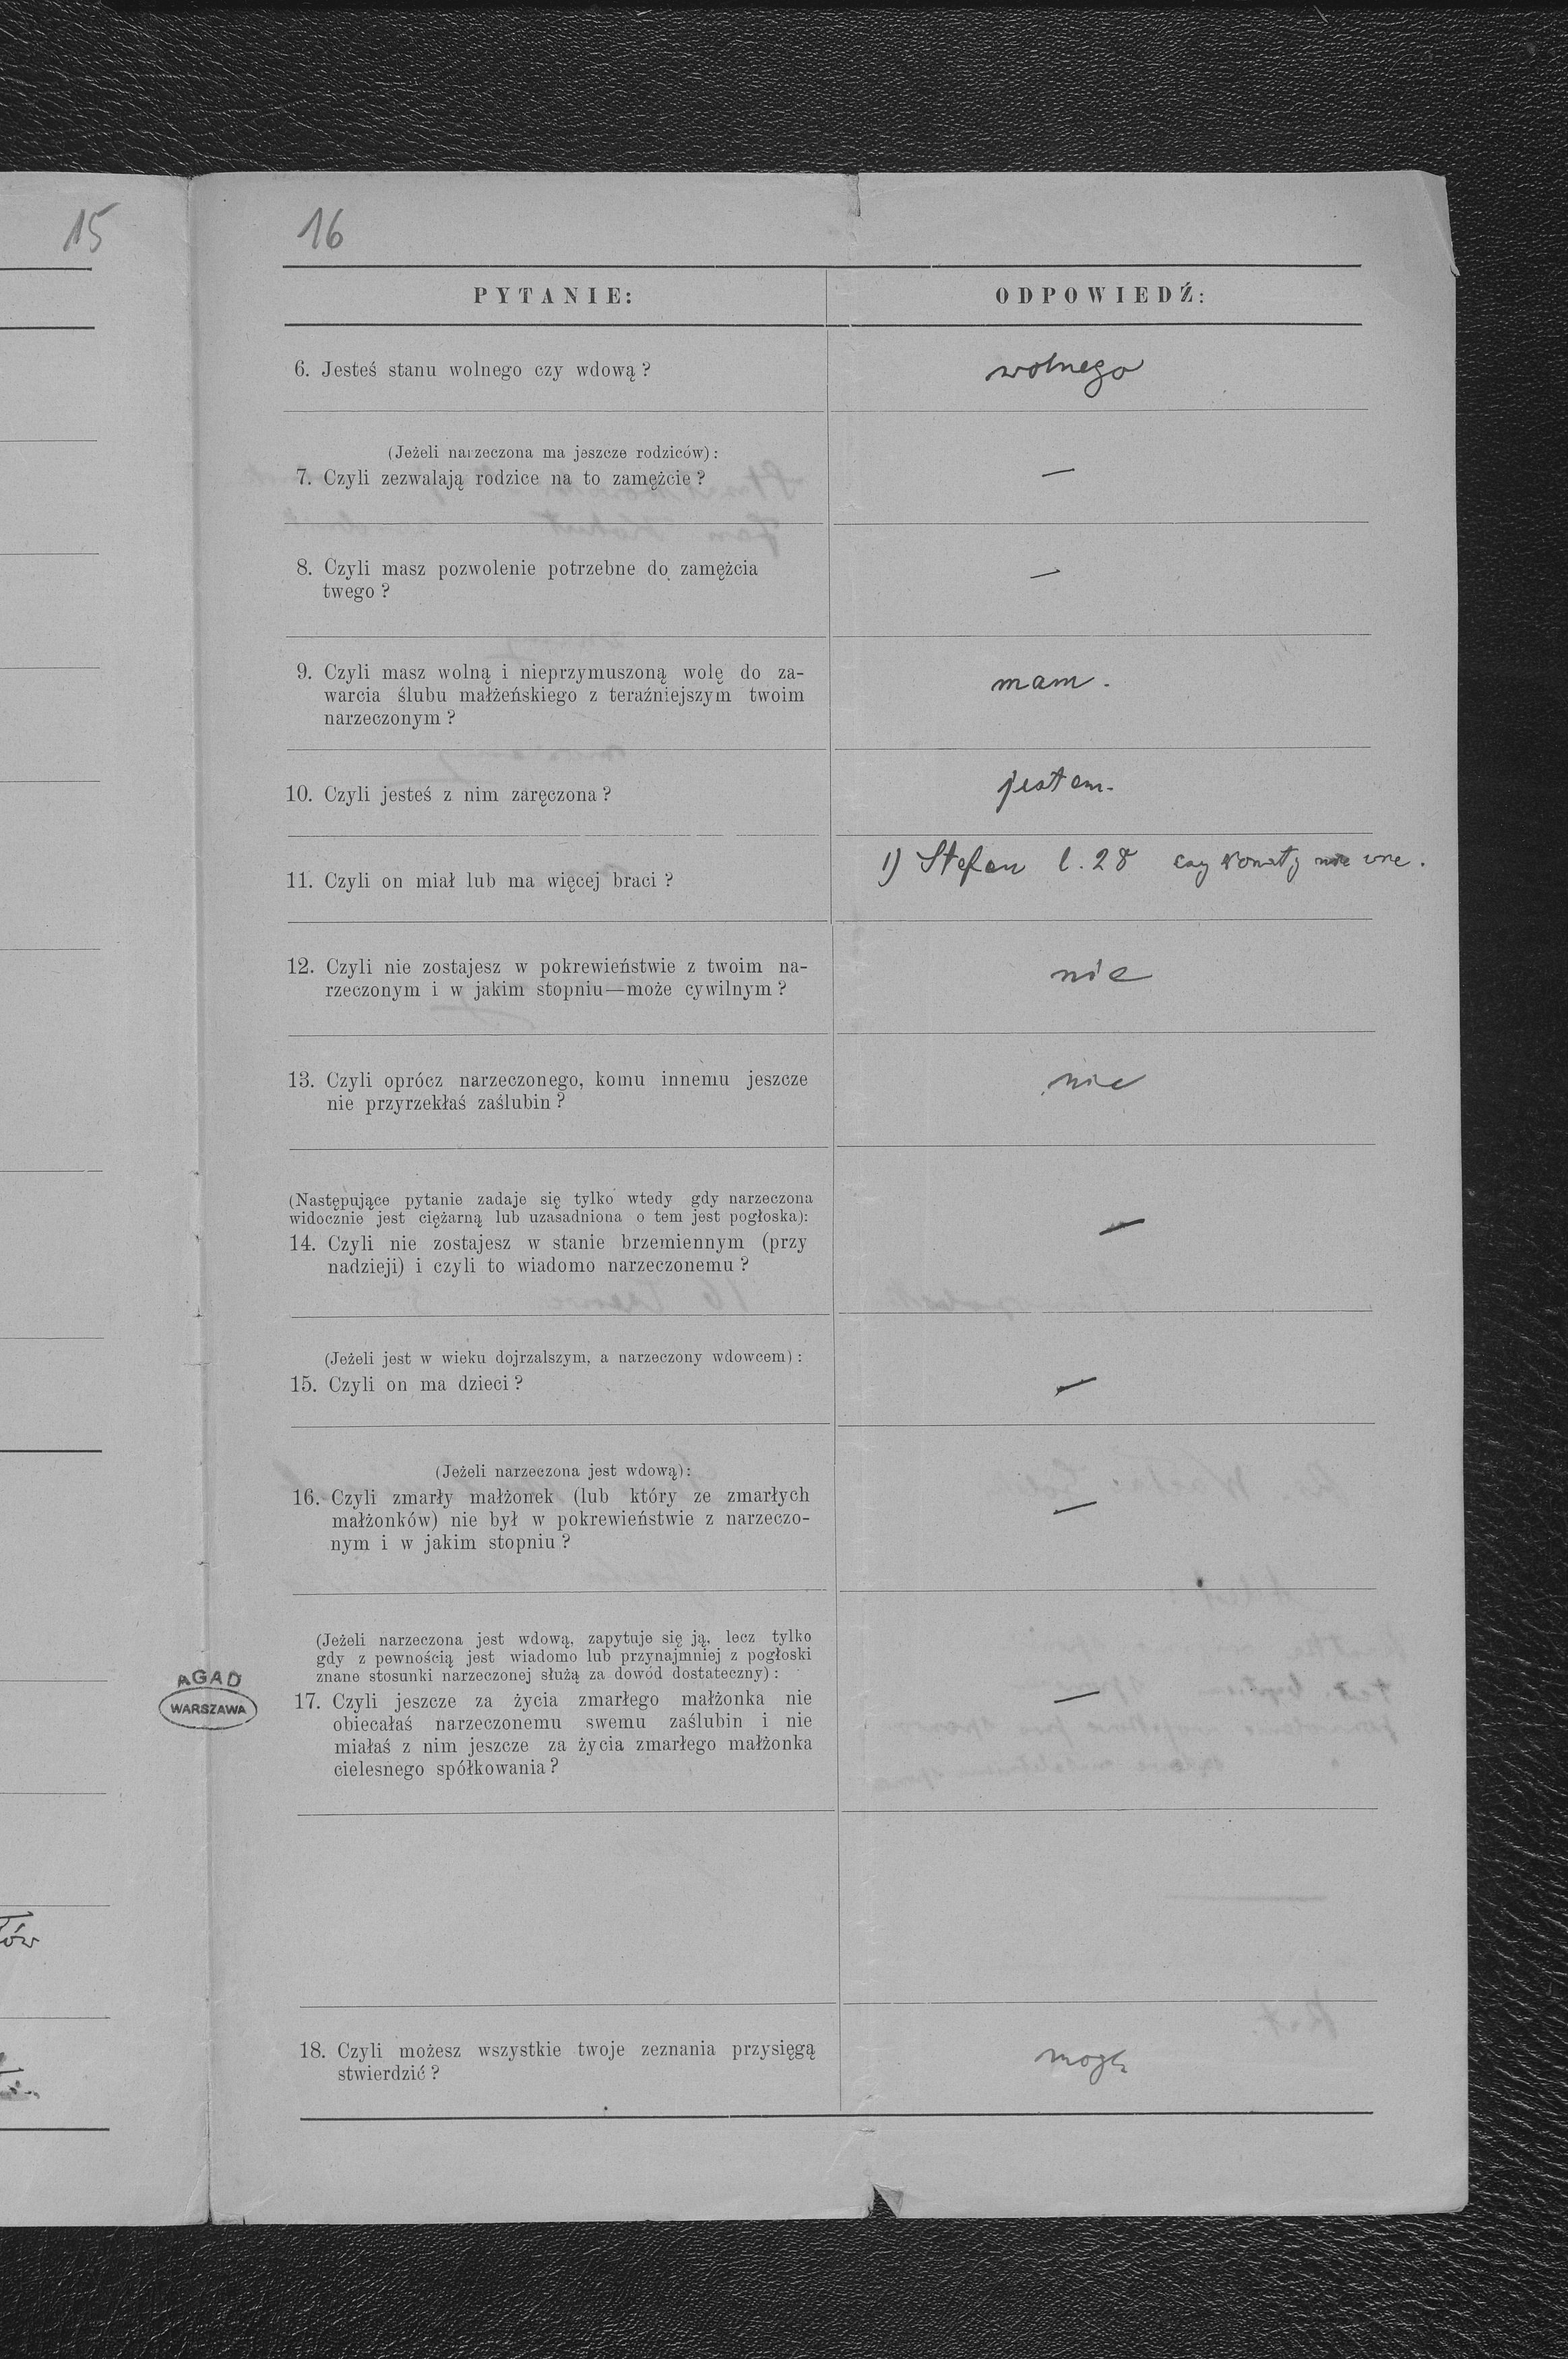 15
16
PYTANIE:
ODPOWIEDŹ:
6. Jesteś stanu wolnego czy wdową?
wolnego
(Jeżeli narzeczona ma jeszcze rodziców):
7. Czyli zezwalają rodzice na to zamężcie?
—
8. Czyli masz pozwolenie potrzebne do zamężcia
twego?
—
9. Czyli masz wolną i nieprzymuszoną wolę do za-
warcia ślubu małżeńskiego z teraźniejszym twoim
narzeczonym?
mam.
10. Czyli jesteś z nim zaręczona?
jestem.
11. Czyli on miał lub ma więcej braci?
1) Stefan l. 28 czy żonaty nie wie.
12. Czyli nie zostajesz w pokrewieństwie z twoim na-
rzeczonym i w jakim stopniu—może cywilnym?
nie
13. Czyli oprócz narzeczonego, komu innemu jeszcze
nie przyrzekłaś zaślubin?
nie
(Następujące pytanie zadaje się tylko wtedy gdy narzeczona
widocznie jest ciężarną lub uzasadniona o tem jest pogłoska):
14. Czyli nie zostajesz w stanie brzemiennym (przy
nadzieji) i czyli to wiadomo narzeczonemu?
—
(Jeżeli jest w wieku dojrzalszym, a narzeczony wdowcem):
15. Czyli on ma dzieci?
—
(Jeżeli narzeczona jest wdową):
16. Czyli zmarły małżonek (lub który ze zmarłych
małżonków) nie był w pokrewieństwie z narzeczo-
nym i w jakim stopniu?
—
(Jeżeli narzeczona jest wdową, zapytuje się ją, lecz tylko
gdy z pewnością jest wiadomo lub przynajmniej z pogłoski
znane stosunki narzeczonej służą za dowód dostateczny):
17. Czyli jeszcze za życia zmarłego małżonka nie
obiecałaś narzeczonemu swemu zaślubin i nie
miałaś z nim jeszcze za życia zmarłego małżonka
cielesnego spółkowania?
—
AGAD
WARSZAWA
18. Czyli możesz wszystkie twoje zeznania przysięgą
stwierdzić?
mogę